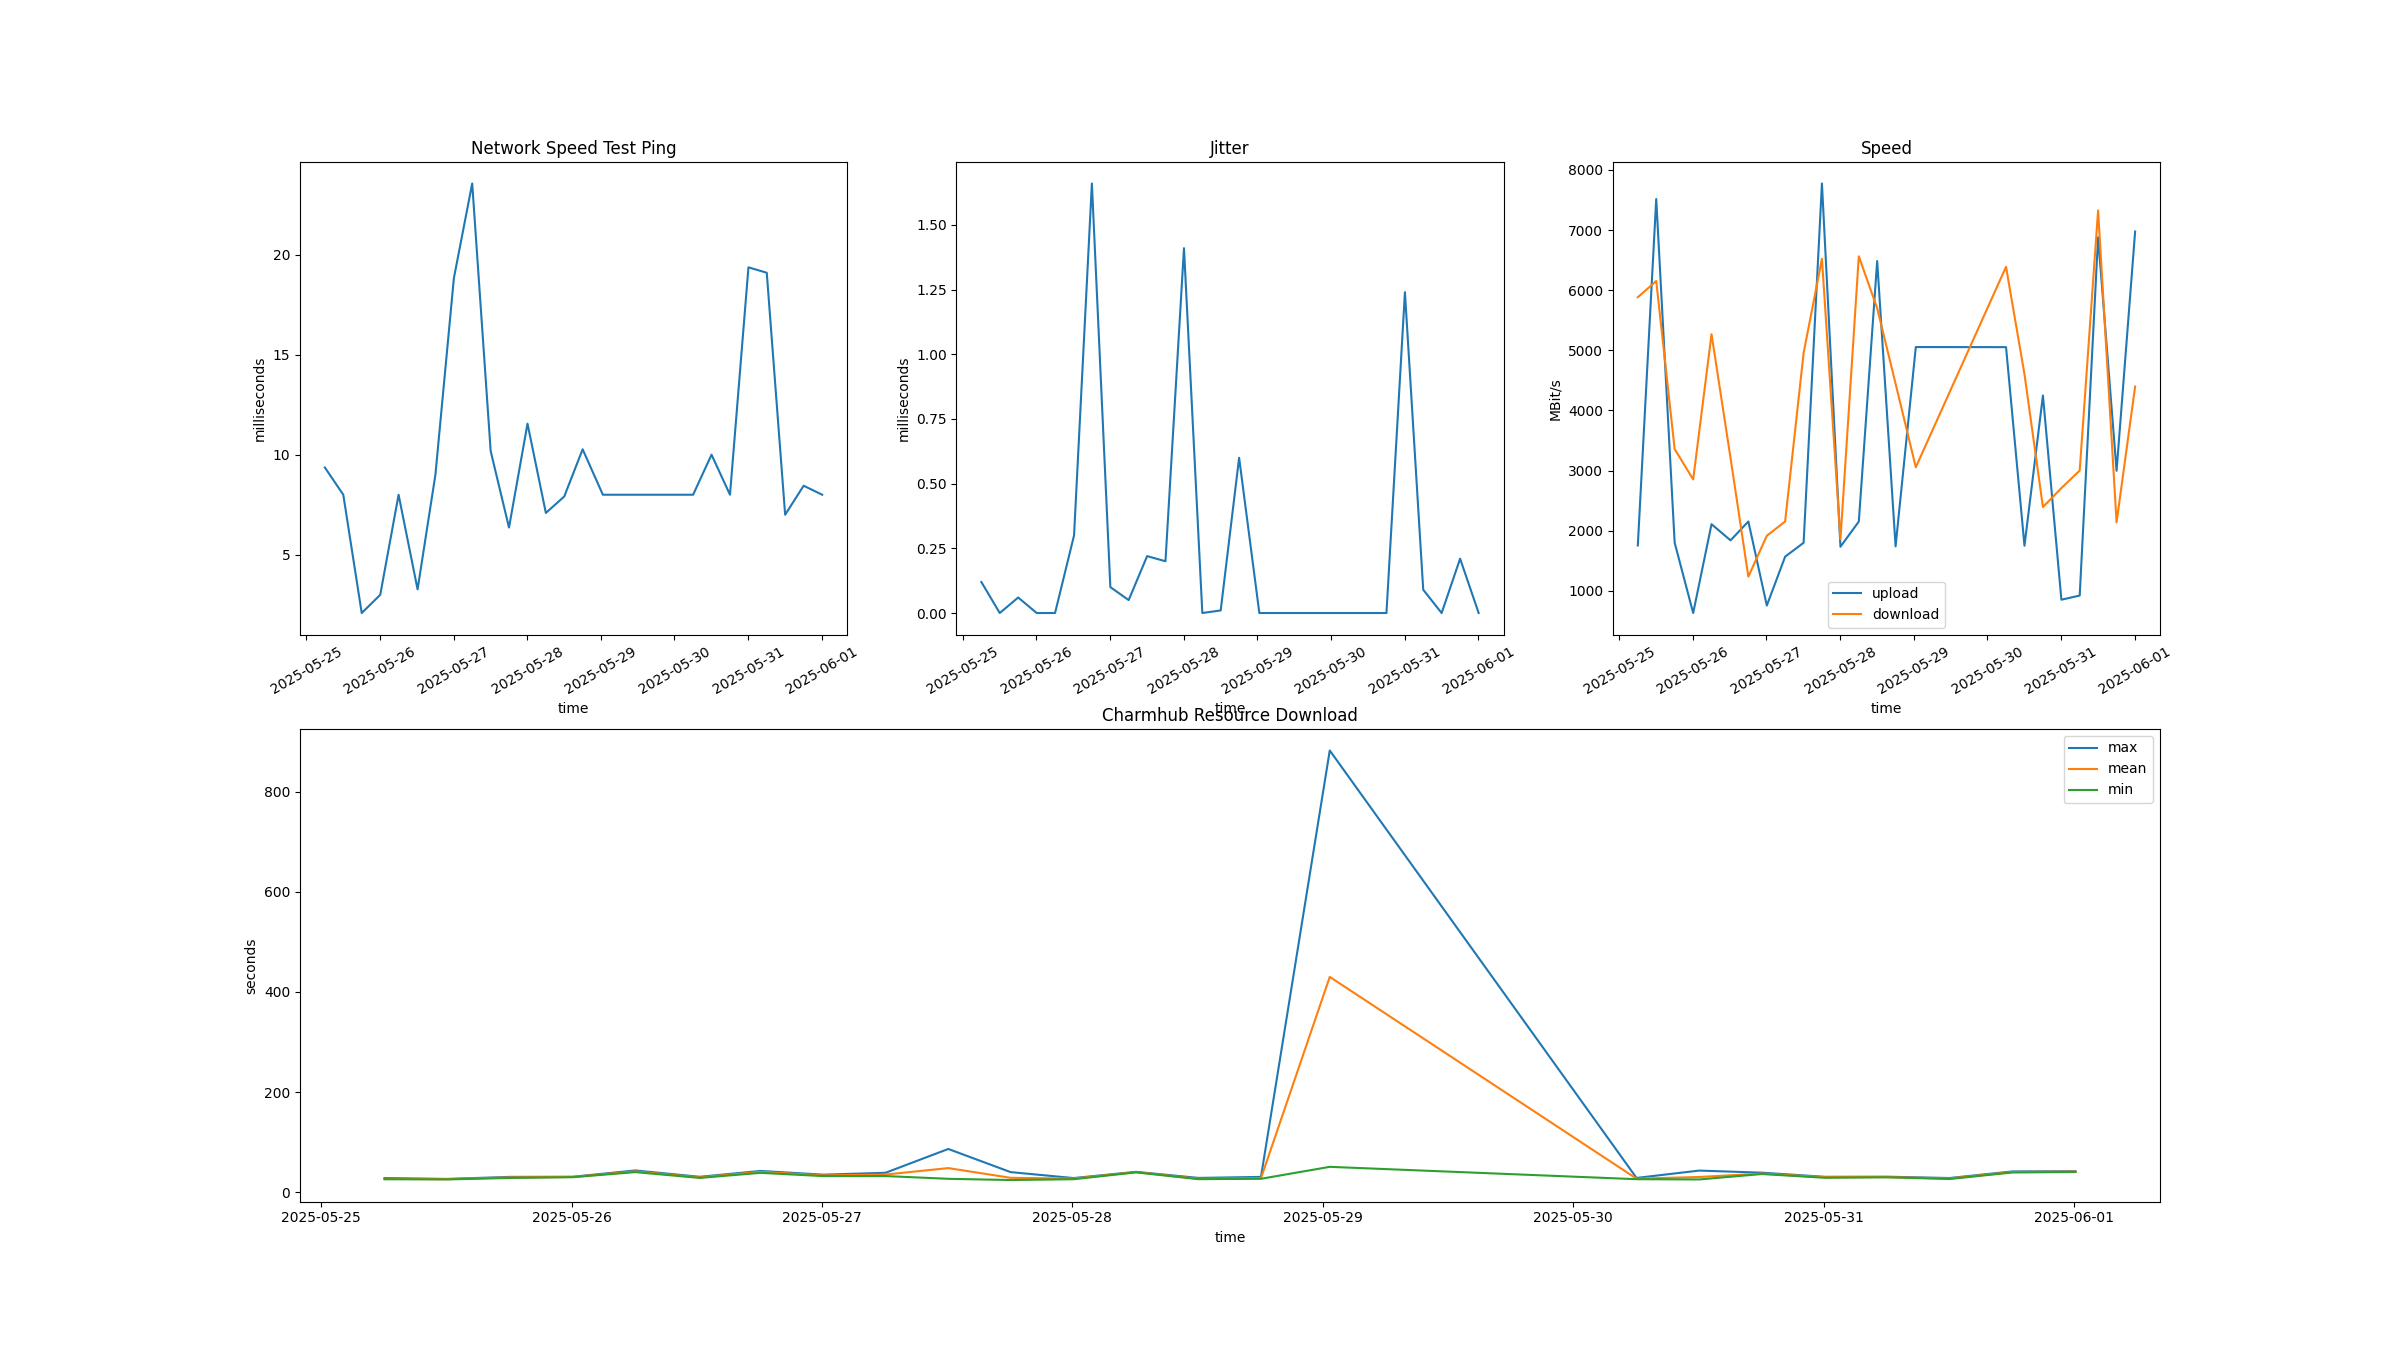 Network Speed Test Ping
milliseconds
20
15
10
5
2025-05-25 2025-05-26 2025-05-27 2025-05-28 2025-05-29 2025-05-30 2025-05-31 2025-06-01
time
Jitter
milliseconds
1.50
1.25
1.00
0.75
0.50
0.25
0.00
2025-05-25 2025-05-26 2025-05-27 2025-05-28 2025-05-29 2025-05-30 2025-05-31 2025-06-01
time
Speed
MBit/s
8000
7000
6000
5000
4000
3000
2000
1000
upload
download
2025-05-25 2025-05-26 2025-05-27 2025-05-28 2025-05-29 2025-05-30 2025-05-31 2025-06-01
time
Charmhub Resource Download
seconds
800
600
400
200
0
max
mean
min
2025-05-25 2025-05-26 2025-05-27 2025-05-28 2025-05-29 2025-05-30 2025-05-31 2025-06-01
time